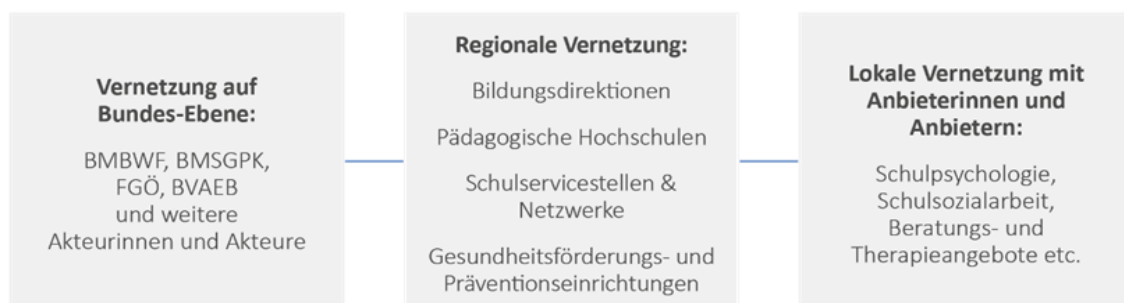 Vernetzung auf
Bundes-Ebene:
BMBWF, BMSGPK,
FGÖ, BVAEB
und weitere
Akteurinnen und Akteure
Regionale Vernetzung:
Bildungsdirektionen
Pädagogische Hochschulen
Schulservicestellen &
Netzwerke
Gesundheitsförderungs- und
Präventionseinrichtungen
Lokale Vernetzung mit
Anbieterinnen und
Anbietern:
Schulpsychologie,
Schulsozialarbeit,
Beratungs- und
Therapieangebote etc.